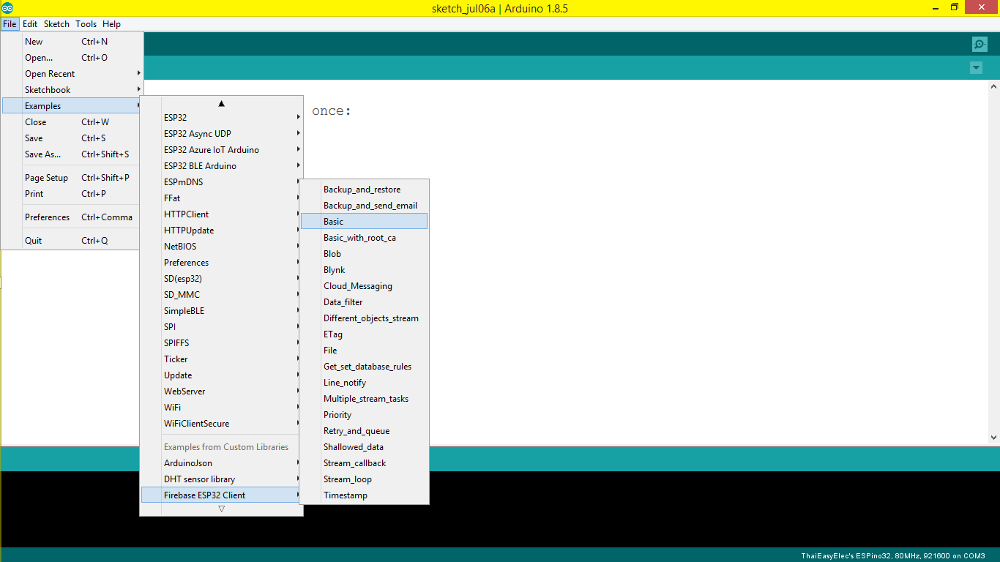 sketch_jul06a | Arduino 1.8.5
File Edit Sketch Tools Help
New Ctrl+N
Open... Ctrl+O
Open Recent
Sketchbook
Examples
Close Ctrl+W
Save Ctrl+S
Save As... Ctrl+Shift+S
Page Setup Ctrl+Shift+P
Print Ctrl+P
Preferences Ctrl+Comma
Quit Ctrl+Q
once:
ESP32
ESP32 Async UDP
ESP32 Azure IoT Arduino
ESP32 BLE Arduino
ESPmDNS
FFat
HTTPClient
HTTPUpdate
NetBIOS
Preferences
SD(esp32)
SD_MMC
SimpleBLE
SPI
SPIFFS
Ticker
Update
WebServer
WiFi
WiFiClientSecure
Examples from Custom Libraries
ArduinoJson
DHT sensor library
Firebase ESP32 Client
Backup_and_restore
Backup_and_send_email
Basic
Basic_with_root_ca
Blob
Blynk
Cloud_Messaging
Data_filter
Different_objects_stream
ETag
File
Get_set_database_rules
Line_notify
Multiple_stream_tasks
Priority
Retry_and_queue
Shallowed_data
Stream_callback
Stream_loop
Timestamp
ThaiEasyElec's ESPino32, 80MHz, 921600 on COM3